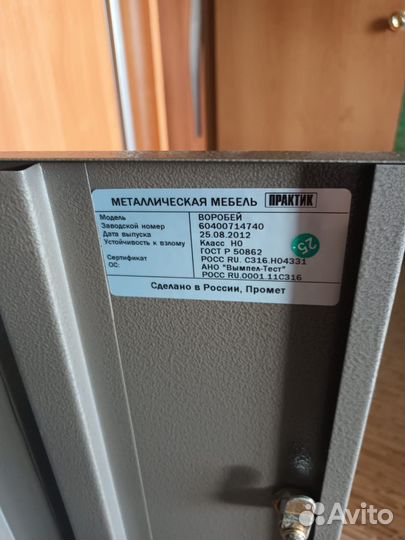 МЕТАЛЛИЧЕСКАЯ МЕБЕЛЬ ПРАКТИК
Модель ВОРОБЕЙ
Заводской номер 60400714740
Дата выпуска 25.08.2012
Устойчивость к взлому Класс Н0
ГОСТ Р 50862
Сертификат РОСС RU. С316.Н04331
ОС: АНО "Вымпел-Тест"
РОСС RU.0001 11С316
25
Сделано в России, Промет
Avito